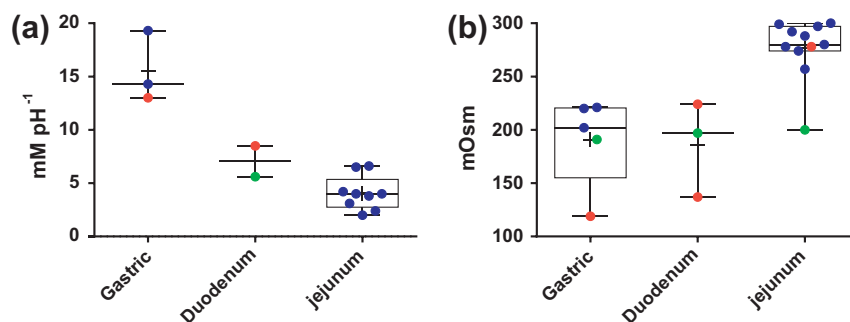 (a)
mM pH⁻¹
20
15
10
5
0
Gastric
Duodenum
jejunum
(b)
mOsm
300
250
200
150
100
Gastric
Duodenum
jejunum